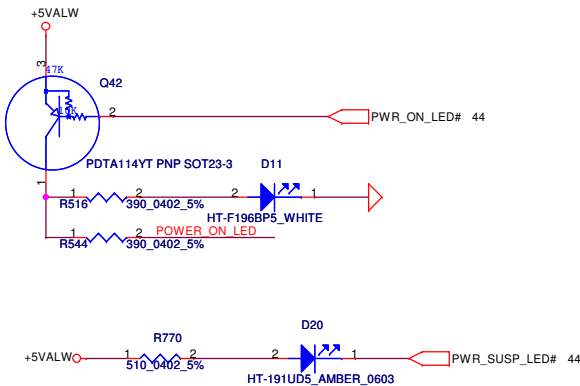 +5VALW
3
47K
Q42
10K
2
PWR_ON_LED# 44
PDTA114YT PNP SOT23-3
1
D11
1
2
2
1
R516
390_0402_5%
HT-F196BP5_WHITE
1
2
POWER_ON_LED
R544
390_0402_5%
D20
R770
+5VALW
1
2
2
1
PWR_SUSP_LED# 44
510_0402_5%
HT-191UD5_AMBER_0603